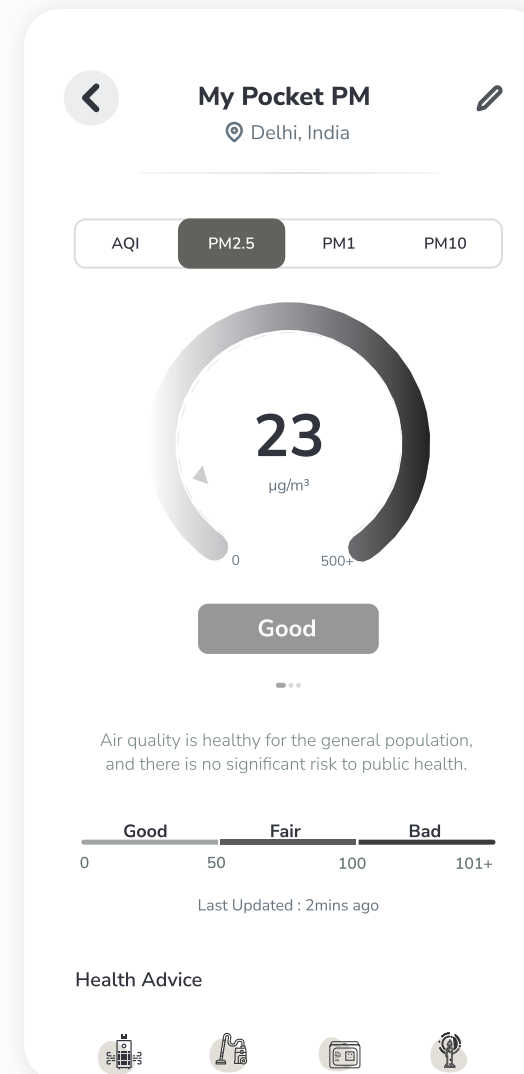 My Pocket PM
Delhi, India
AQI PM2.5 PM1 PM10
23
µg/m³
0 500+
Good
Air quality is healthy for the general population,
and there is no significant risk to public health.
Good Fair Bad
0 50 100 101+
Last Updated : 2mins ago
Health Advice